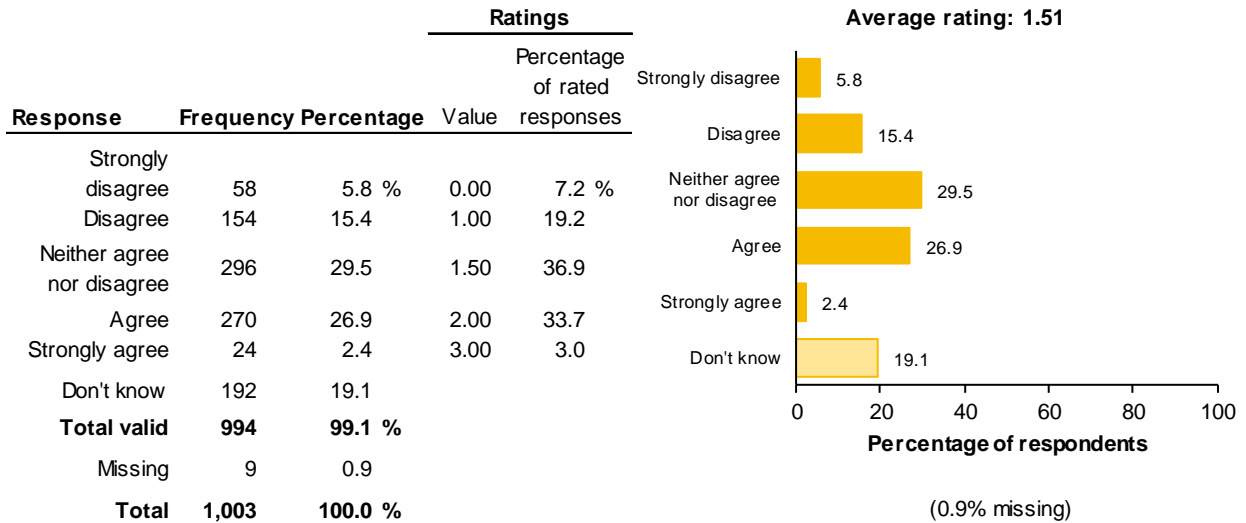 Ratings
Response Frequency Percentage Value Percentage of rated responses
Strongly disagree 58 5.8 % 0.00 7.2 %
Disagree 154 15.4 1.00 19.2
Neither agree nor disagree 296 29.5 1.50 36.9
Agree 270 26.9 2.00 33.7
Strongly agree 24 2.4 3.00 3.0
Don't know 192 19.1
Total valid 994 99.1 %
Missing 9 0.9
Total 1,003 100.0 %
Average rating: 1.51
Strongly disagree 5.8
Disagree 15.4
Neither agree
nor disagree 29.5
Agree 26.9
Strongly agree 2.4
Don't know 19.1
0 20 40 60 80 100
Percentage of respondents
(0.9% missing)